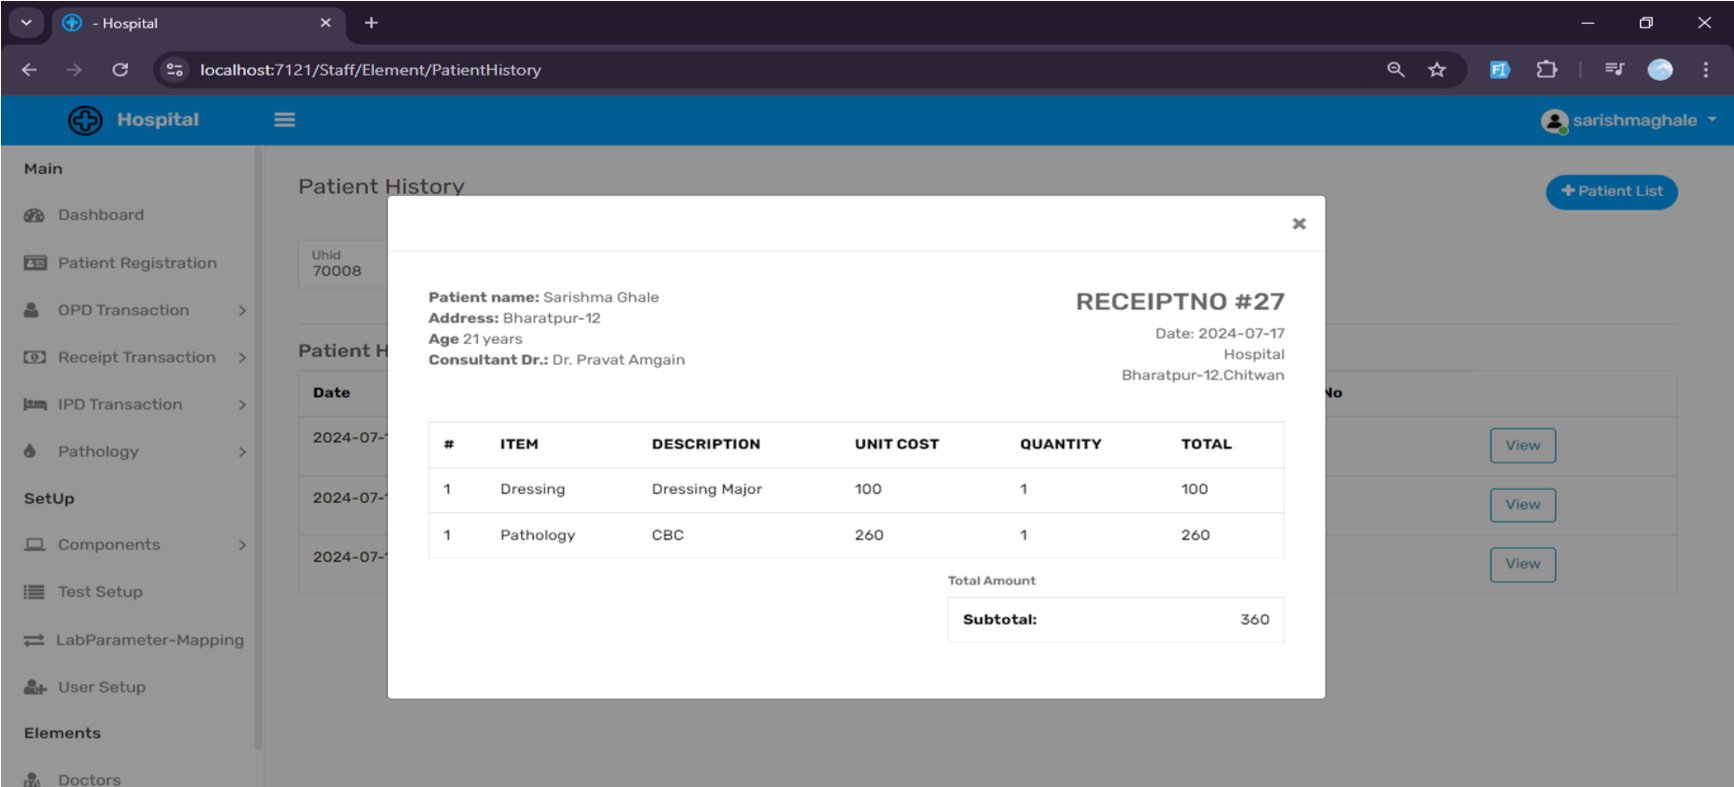 - Hospital
localhost:7121/Staff/Element/PatientHistory
Hospital
sarishmaghale
Main
Dashboard
Patient Registration
OPD Transaction
Receipt Transaction
IPD Transaction
Pathology
SetUp
Components
Test Setup
LabParameter-Mapping
User Setup
Elements
Doctors
Patient History
Patient List
Uhid
70008
Patient H
Date
No
2024-07-1
View
2024-07-1
View
2024-07-1
View
Patient name: Sarishma Ghale
Address: Bharatpur-12
Age 21 years
Consultant Dr.: Dr. Pravat Amgain
RECEIPTNO #27
Date: 2024-07-17
Hospital
Bharatpur-12,Chitwan
# ITEM DESCRIPTION UNIT COST QUANTITY TOTAL
1 Dressing Dressing Major 100 1 100
1 Pathology CBC 260 1 260
Total Amount
Subtotal: 360